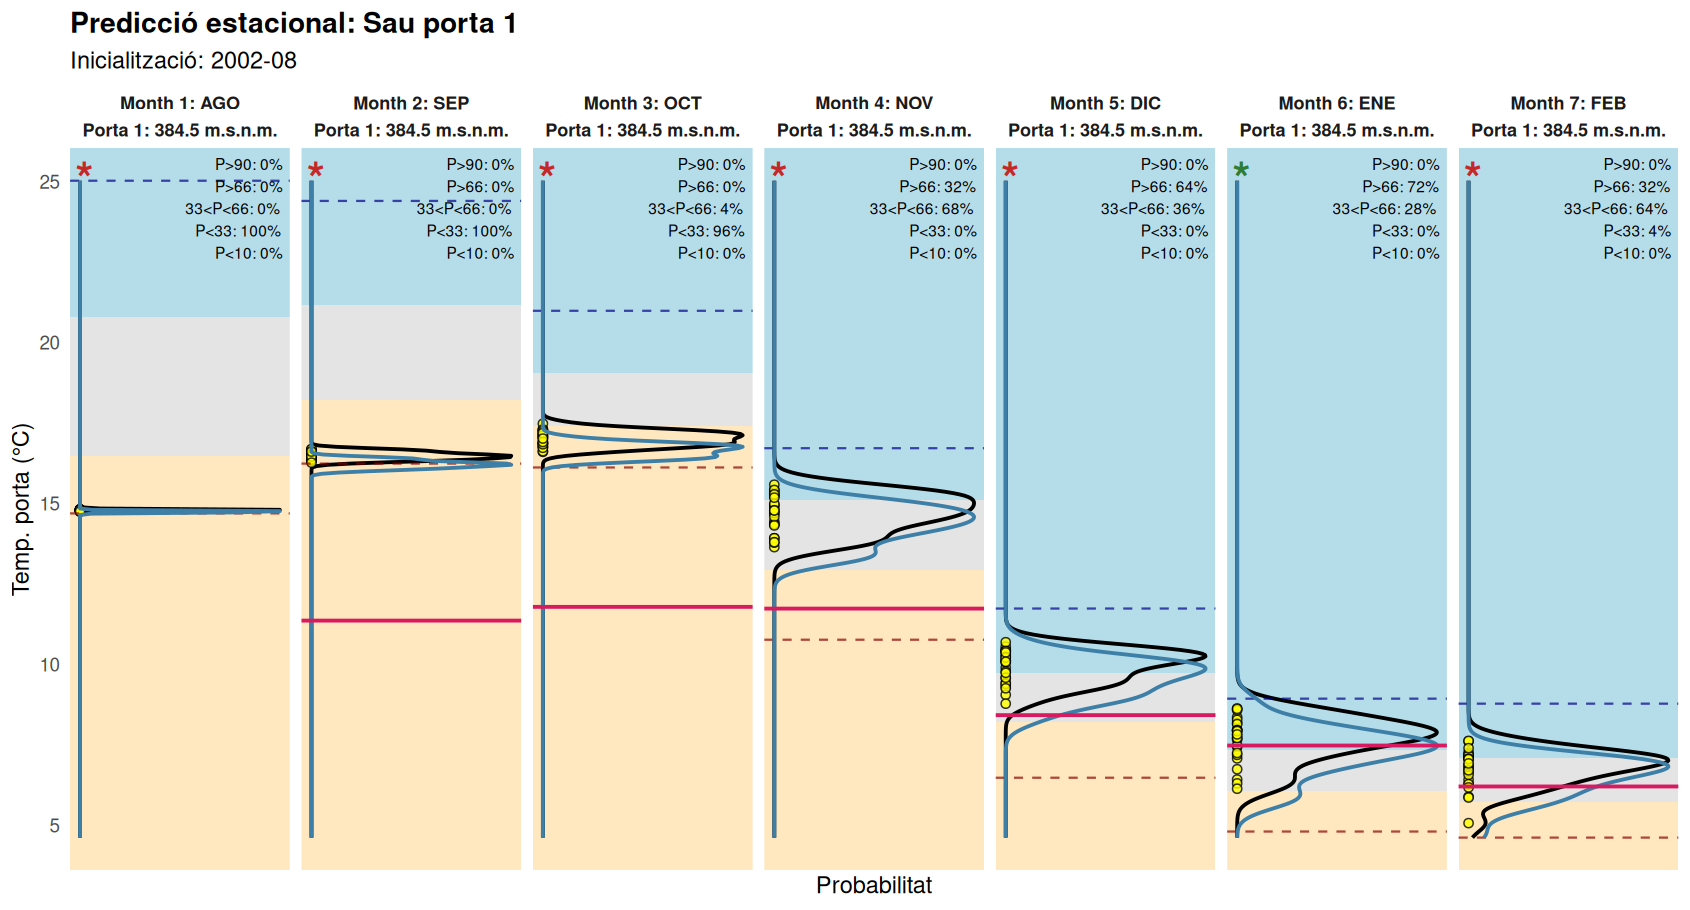 Predicció estacional: Sau porta 1
Inicialització: 2002-08
Month 1: AGO
Porta 1: 384.5 m.s.n.m.
Month 2: SEP
Porta 1: 384.5 m.s.n.m.
Month 3: OCT
Porta 1: 384.5 m.s.n.m.
Month 4: NOV
Porta 1: 384.5 m.s.n.m.
Month 5: DIC
Porta 1: 384.5 m.s.n.m.
Month 6: ENE
Porta 1: 384.5 m.s.n.m.
Month 7: FEB
Porta 1: 384.5 m.s.n.m.
Temp. porta (°C)
25
20
15
10
5
*
P>90: 0%
P>66: 0%
33<P<66: 0%
P<33: 100%
P<10: 0%
*
P>90: 0%
P>66: 0%
33<P<66: 0%
P<33: 100%
P<10: 0%
*
P>90: 0%
P>66: 0%
33<P<66: 4%
P<33: 96%
P<10: 0%
*
P>90: 0%
P>66: 32%
33<P<66: 68%
P<33: 0%
P<10: 0%
*
P>90: 0%
P>66: 64%
33<P<66: 36%
P<33: 0%
P<10: 0%
*
P>90: 0%
P>66: 72%
33<P<66: 28%
P<33: 0%
P<10: 0%
*
P>90: 0%
P>66: 32%
33<P<66: 64%
P<33: 4%
P<10: 0%
Probabilitat